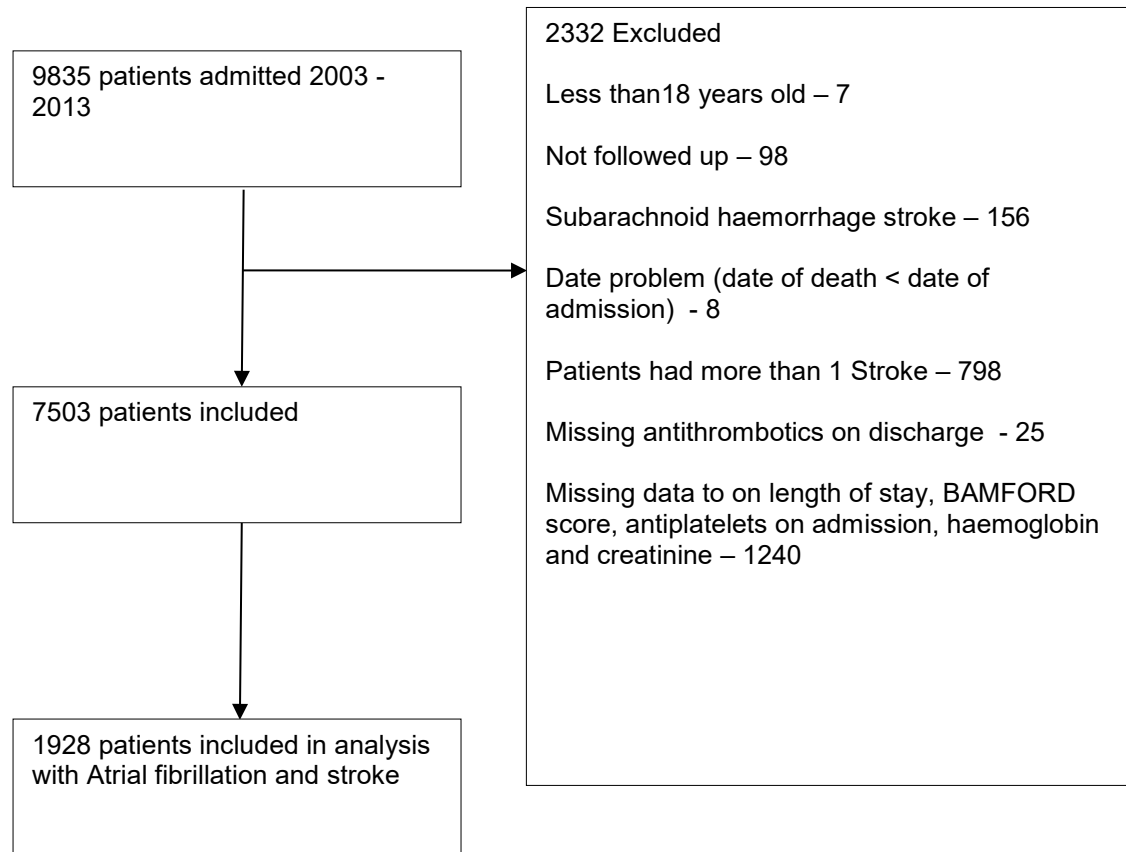 9835 patients admitted 2003 -
2013
2332 Excluded
Less than18 years old – 7
Not followed up – 98
Subarachnoid haemorrhage stroke – 156
Date problem (date of death < date of
admission)  - 8
Patients had more than 1 Stroke – 798
Missing antithrombotics on discharge  - 25
Missing data to on length of stay, BAMFORD
score, antiplatelets on admission, haemoglobin
and creatinine – 1240
7503 patients included
1928 patients included in analysis
with Atrial fibrillation and stroke